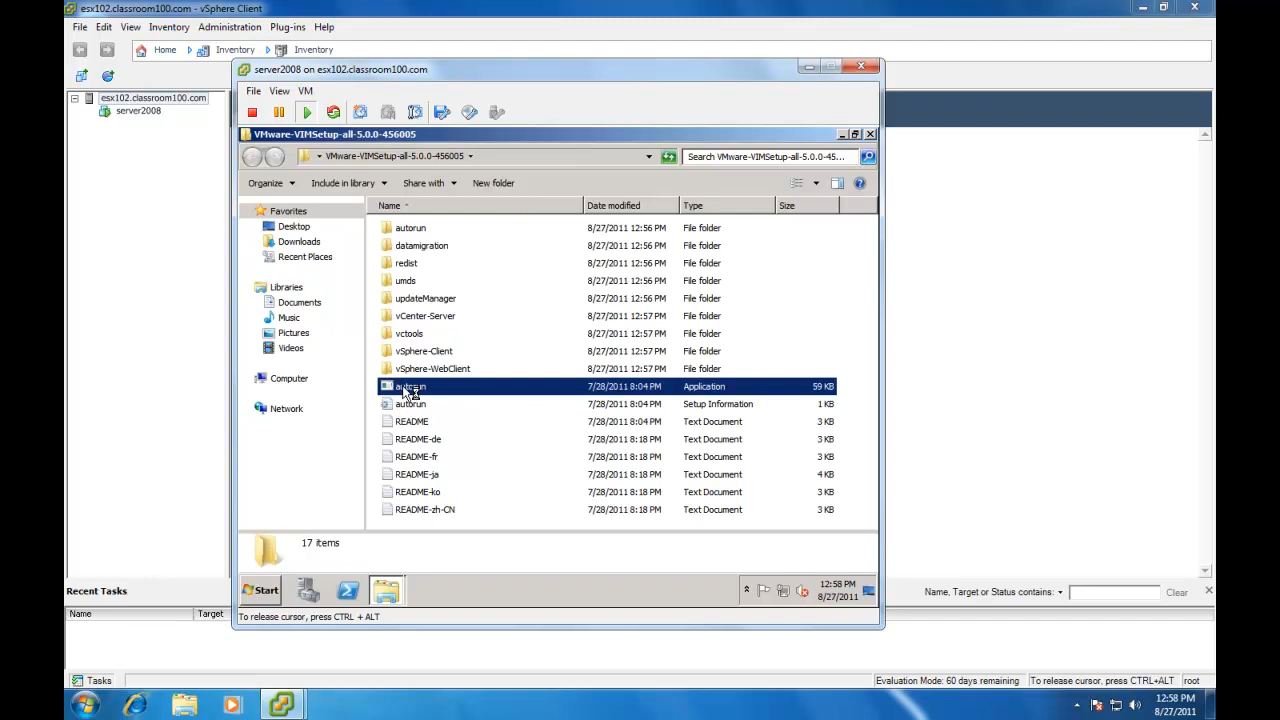 esx102.classroom100.com - vSphere Client
File Edit View Inventory Administration Plug-ins Help
Home Inventory Inventory
esx102.classroom100.com
server2008
server2008 on esx102.classroom100.com
File View VM
VMware-VIMSetup-all-5.0.0-456005
VMware-VIMSetup-all-5.0.0-456005
Search VMware-VIMSetup-all-5.0.0-45...
Organize Include in library Share with New folder
Favorites
Desktop
Downloads
Recent Places
Libraries
Documents
Music
Pictures
Videos
Computer
Network
Name Date modified Type Size
autorun 8/27/2011 12:56 PM File folder
datamigration 8/27/2011 12:56 PM File folder
redist 8/27/2011 12:56 PM File folder
umds 8/27/2011 12:56 PM File folder
updateManager 8/27/2011 12:56 PM File folder
vCenter-Server 8/27/2011 12:57 PM File folder
vctools 8/27/2011 12:57 PM File folder
vSphere-Client 8/27/2011 12:57 PM File folder
vSphere-WebClient 8/27/2011 12:57 PM File folder
autorun 7/28/2011 8:04 PM Application 59 KB
autorun 7/28/2011 8:04 PM Setup Information 1 KB
README 7/28/2011 8:04 PM Text Document 3 KB
README-de 7/28/2011 8:18 PM Text Document 3 KB
README-fr 7/28/2011 8:18 PM Text Document 3 KB
README-ja 7/28/2011 8:18 PM Text Document 4 KB
README-ko 7/28/2011 8:18 PM Text Document 3 KB
README-zh-CN 7/28/2011 8:18 PM Text Document 3 KB
17 items
Start
12:58 PM
8/27/2011
To release cursor, press CTRL + ALT
Recent Tasks
Name, Target or Status contains: Clear
Name Target
Tasks
Evaluation Mode: 60 days remaining To release cursor, press CTRL+ALT root
12:58 PM
8/27/2011